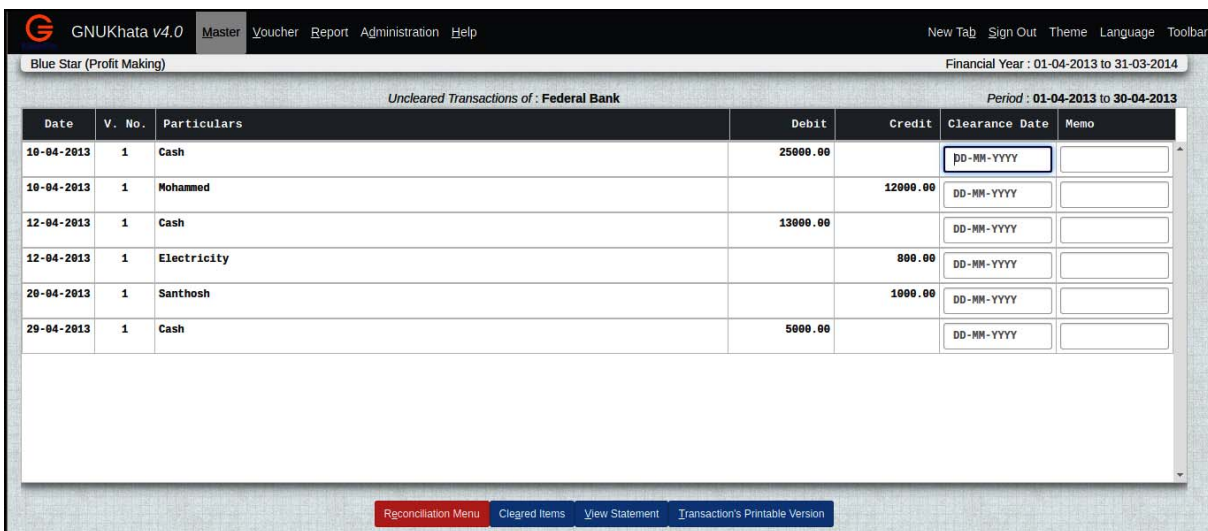 GNUKhata v4.0 Master Voucher Report Administration Help New Tab Sign Out Theme Language Toolbar
Blue Star (Profit Making) Financial Year : 01-04-2013 to 31-03-2014
Uncleared Transactions of : Federal Bank Period : 01-04-2013 to 30-04-2013
Date V. No. Particulars Debit Credit Clearance Date Memo
10-04-2013 1 Cash 25000.00 DD-MM-YYYY
10-04-2013 1 Mohammed 12000.00 DD-MM-YYYY
12-04-2013 1 Cash 13000.00 DD-MM-YYYY
12-04-2013 1 Electricity 800.00 DD-MM-YYYY
20-04-2013 1 Santhosh 1000.00 DD-MM-YYYY
29-04-2013 1 Cash 5000.00 DD-MM-YYYY
Reconciliation Menu Cleared Items View Statement Transaction's Printable Version